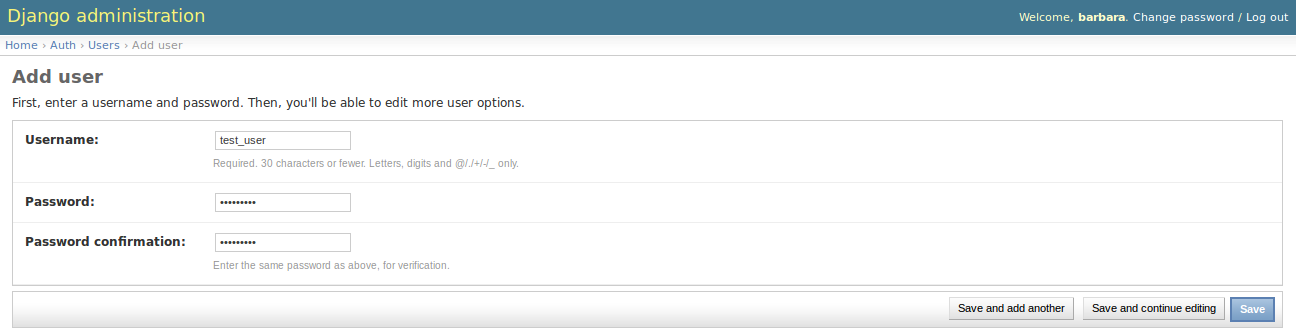 Django administration
Welcome, barbara. Change password / Log out
Home › Auth › Users › Add user
Add user
First, enter a username and password. Then, you'll be able to edit more user options.
Username: test_user
Required. 30 characters or fewer. Letters, digits and @/./+/-/_ only.
Password: •••••••••
Password confirmation: •••••••••
Enter the same password as above, for verification.
Save and add another Save and continue editing Save